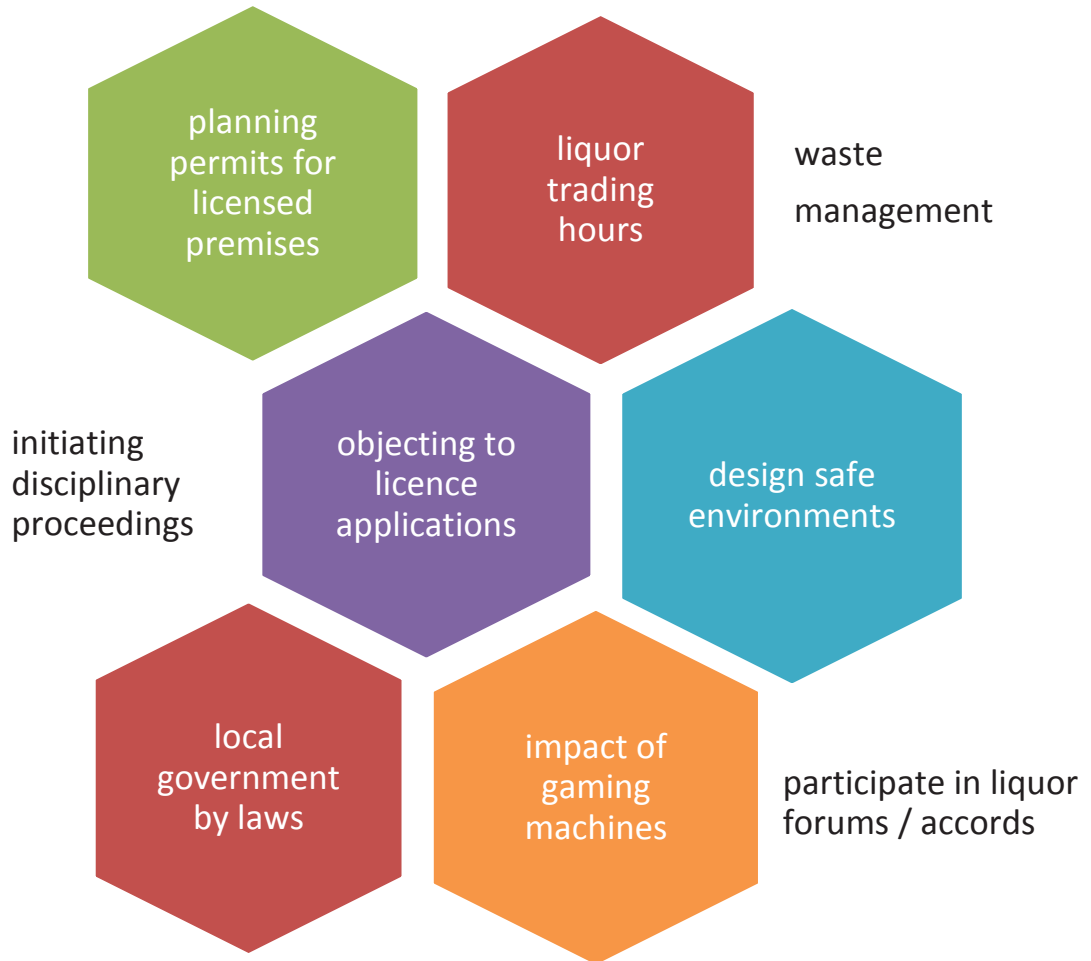 planning
permits for
licensed
premises
liquor
trading
hours
waste
management
initiating
disciplinary
proceedings
objecting to
licence
applications
design safe
environments
local
government
by laws
impact of
gaming
machines
participate in liquor
forums / accords